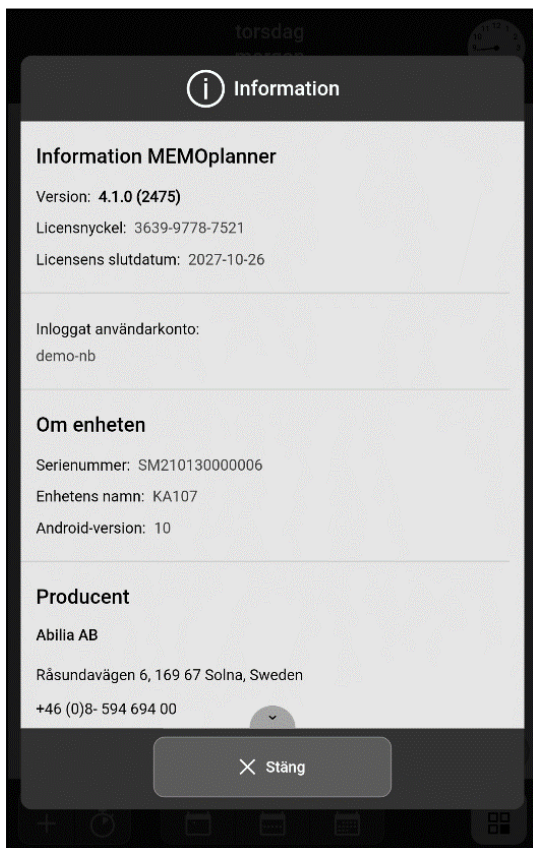 torsdag
Information
Information MEMOplanner
Version: 4.1.0 (2475)
Licensnyckel: 3639-9778-7521
Licensens slutdatum: 2027-10-26
Inloggat användarkonto:
demo-nb
Om enheten
Serienummer: SM210130000006
Enhetens namn: KA107
Android-version: 10
Producent
Abilia AB
Råsundavägen 6, 169 67 Solna, Sweden
+46 (0)8- 594 694 00
Stäng